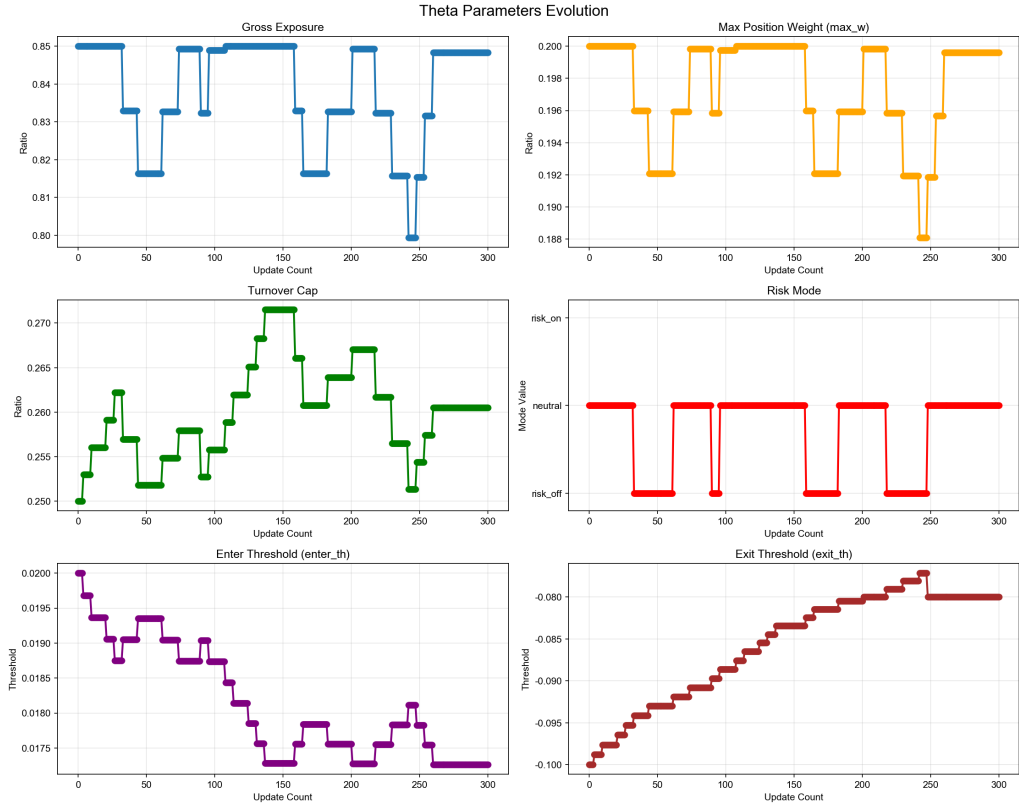 Theta Parameters Evolution
Gross Exposure
Ratio
0.85
0.84
0.83
0.82
0.81
0.80
0 50 100 150 200 250 300
Update Count
Max Position Weight (max_w)
Ratio
0.200
0.198
0.196
0.194
0.192
0.190
0.188
0 50 100 150 200 250 300
Update Count
Turnover Cap
Ratio
0.270
0.265
0.260
0.255
0.250
0 50 100 150 200 250 300
Update Count
Risk Mode
Mode Value
risk_on
neutral
risk_off
0 50 100 150 200 250 300
Update Count
Enter Threshold (enter_th)
Threshold
0.0200
0.0195
0.0190
0.0185
0.0180
0.0175
0 50 100 150 200 250 300
Update Count
Exit Threshold (exit_th)
Threshold
-0.080
-0.085
-0.090
-0.095
-0.100
0 50 100 150 200 250 300
Update Count